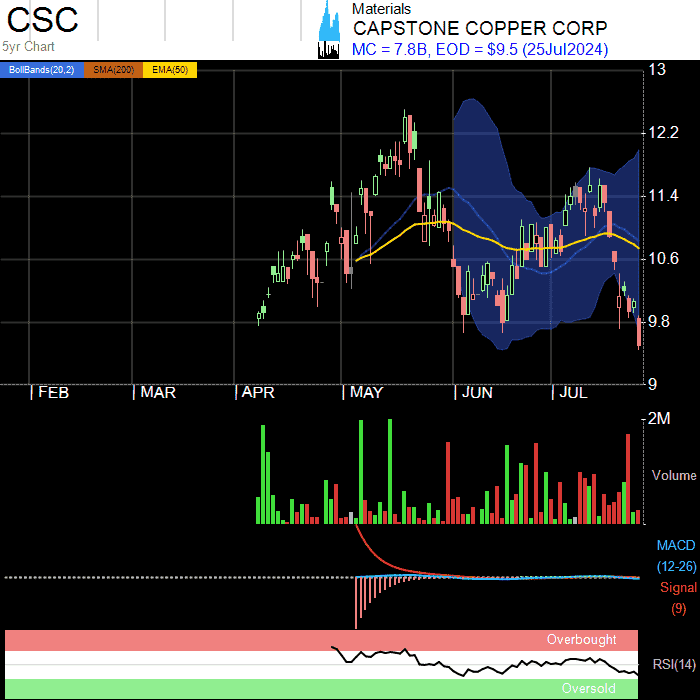 CSC
5yr Chart
Materials
CAPSTONE COPPER CORP
MC = 7.8B, EOD = $9.5 (25Jul2024)
BollBands(20,2) SMA(200) EMA(50)
13
12.2
11.4
10.6
9.8
9
FEB MAR APR MAY JUN JUL
2M
Volume
MACD
(12-26)
Signal
(9)
Overbought
RSI(14)
Oversold